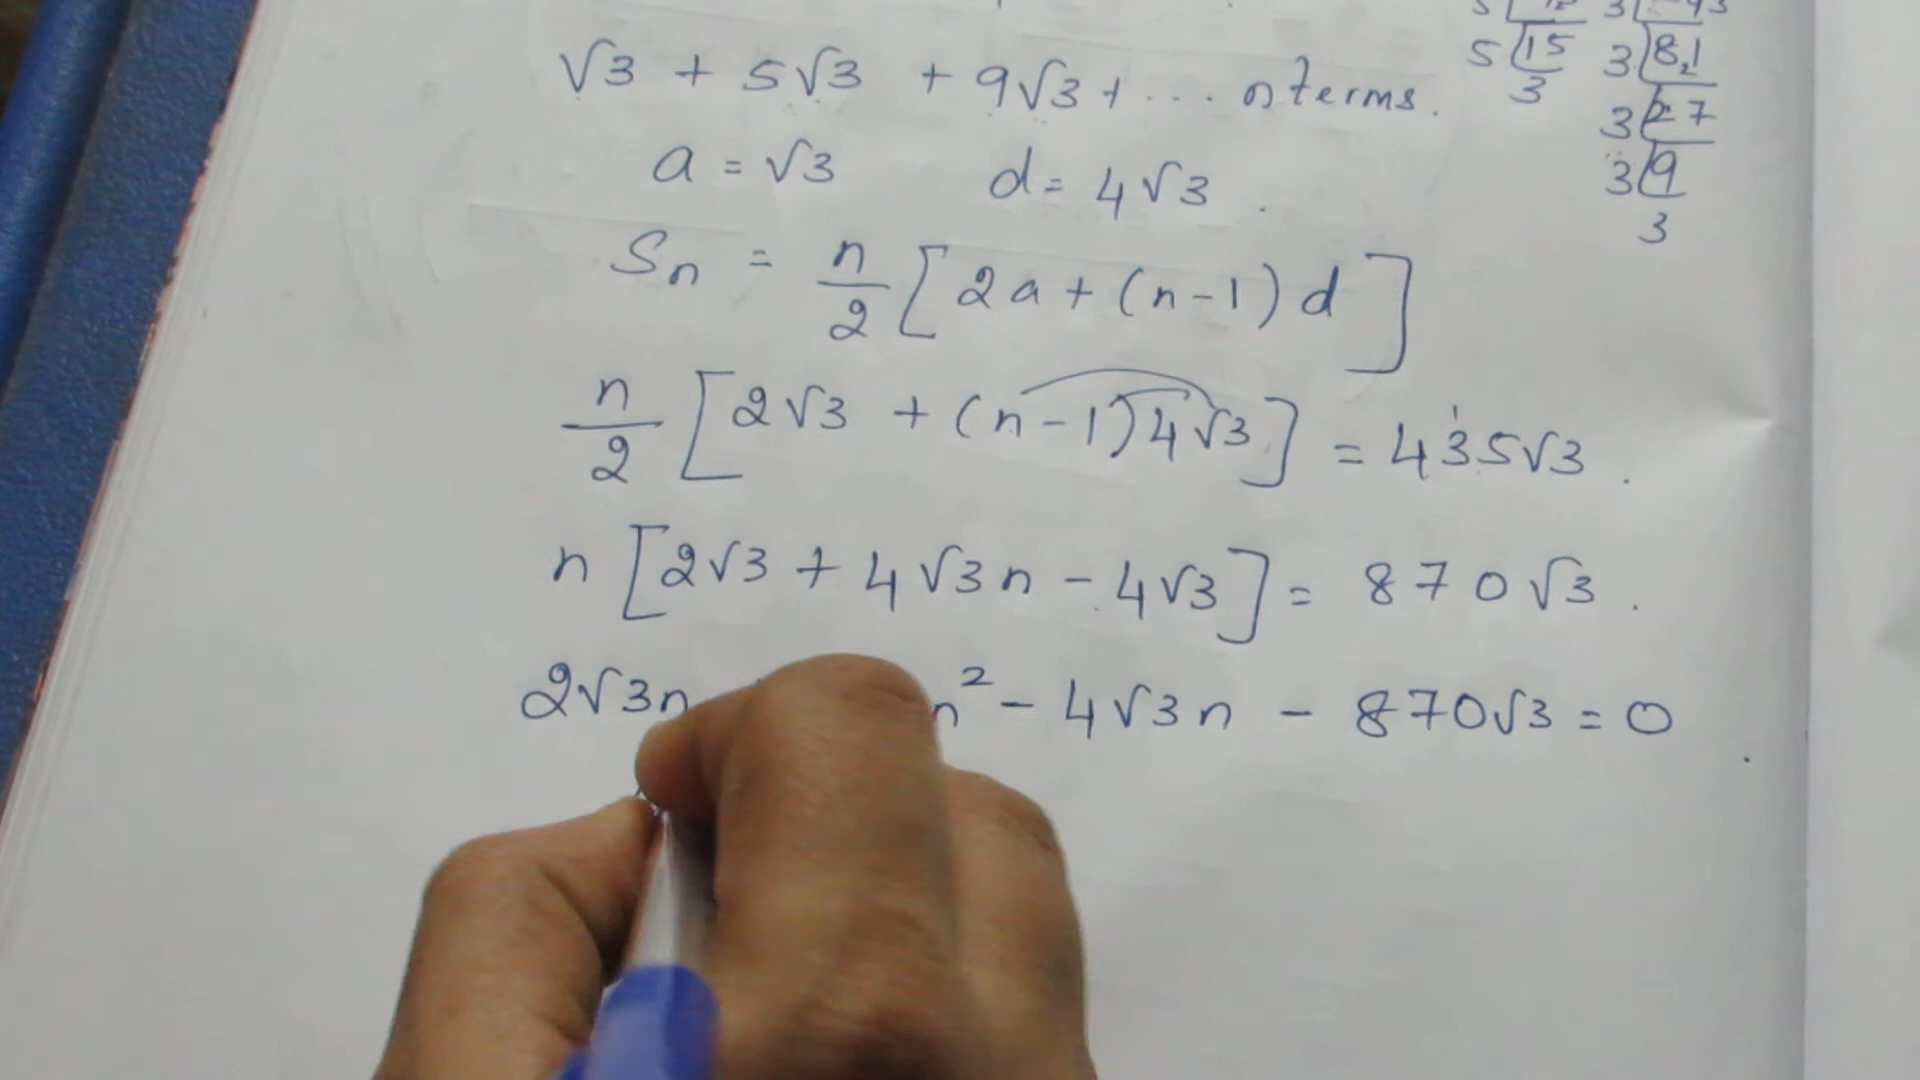 √3 + 5√3 + 9√3 + ... n terms.
a = √3 d = 4√3.
Sn = n/2 [2a + (n-1)d]
n/2 [2√3 + (n-1)4√3] = 435√3.
n [2√3 + 4√3n - 4√3] = 870√3.
2√3n n² - 4√3n - 870√3 = 0
5 15
3
3 81
3 27
3 9
3